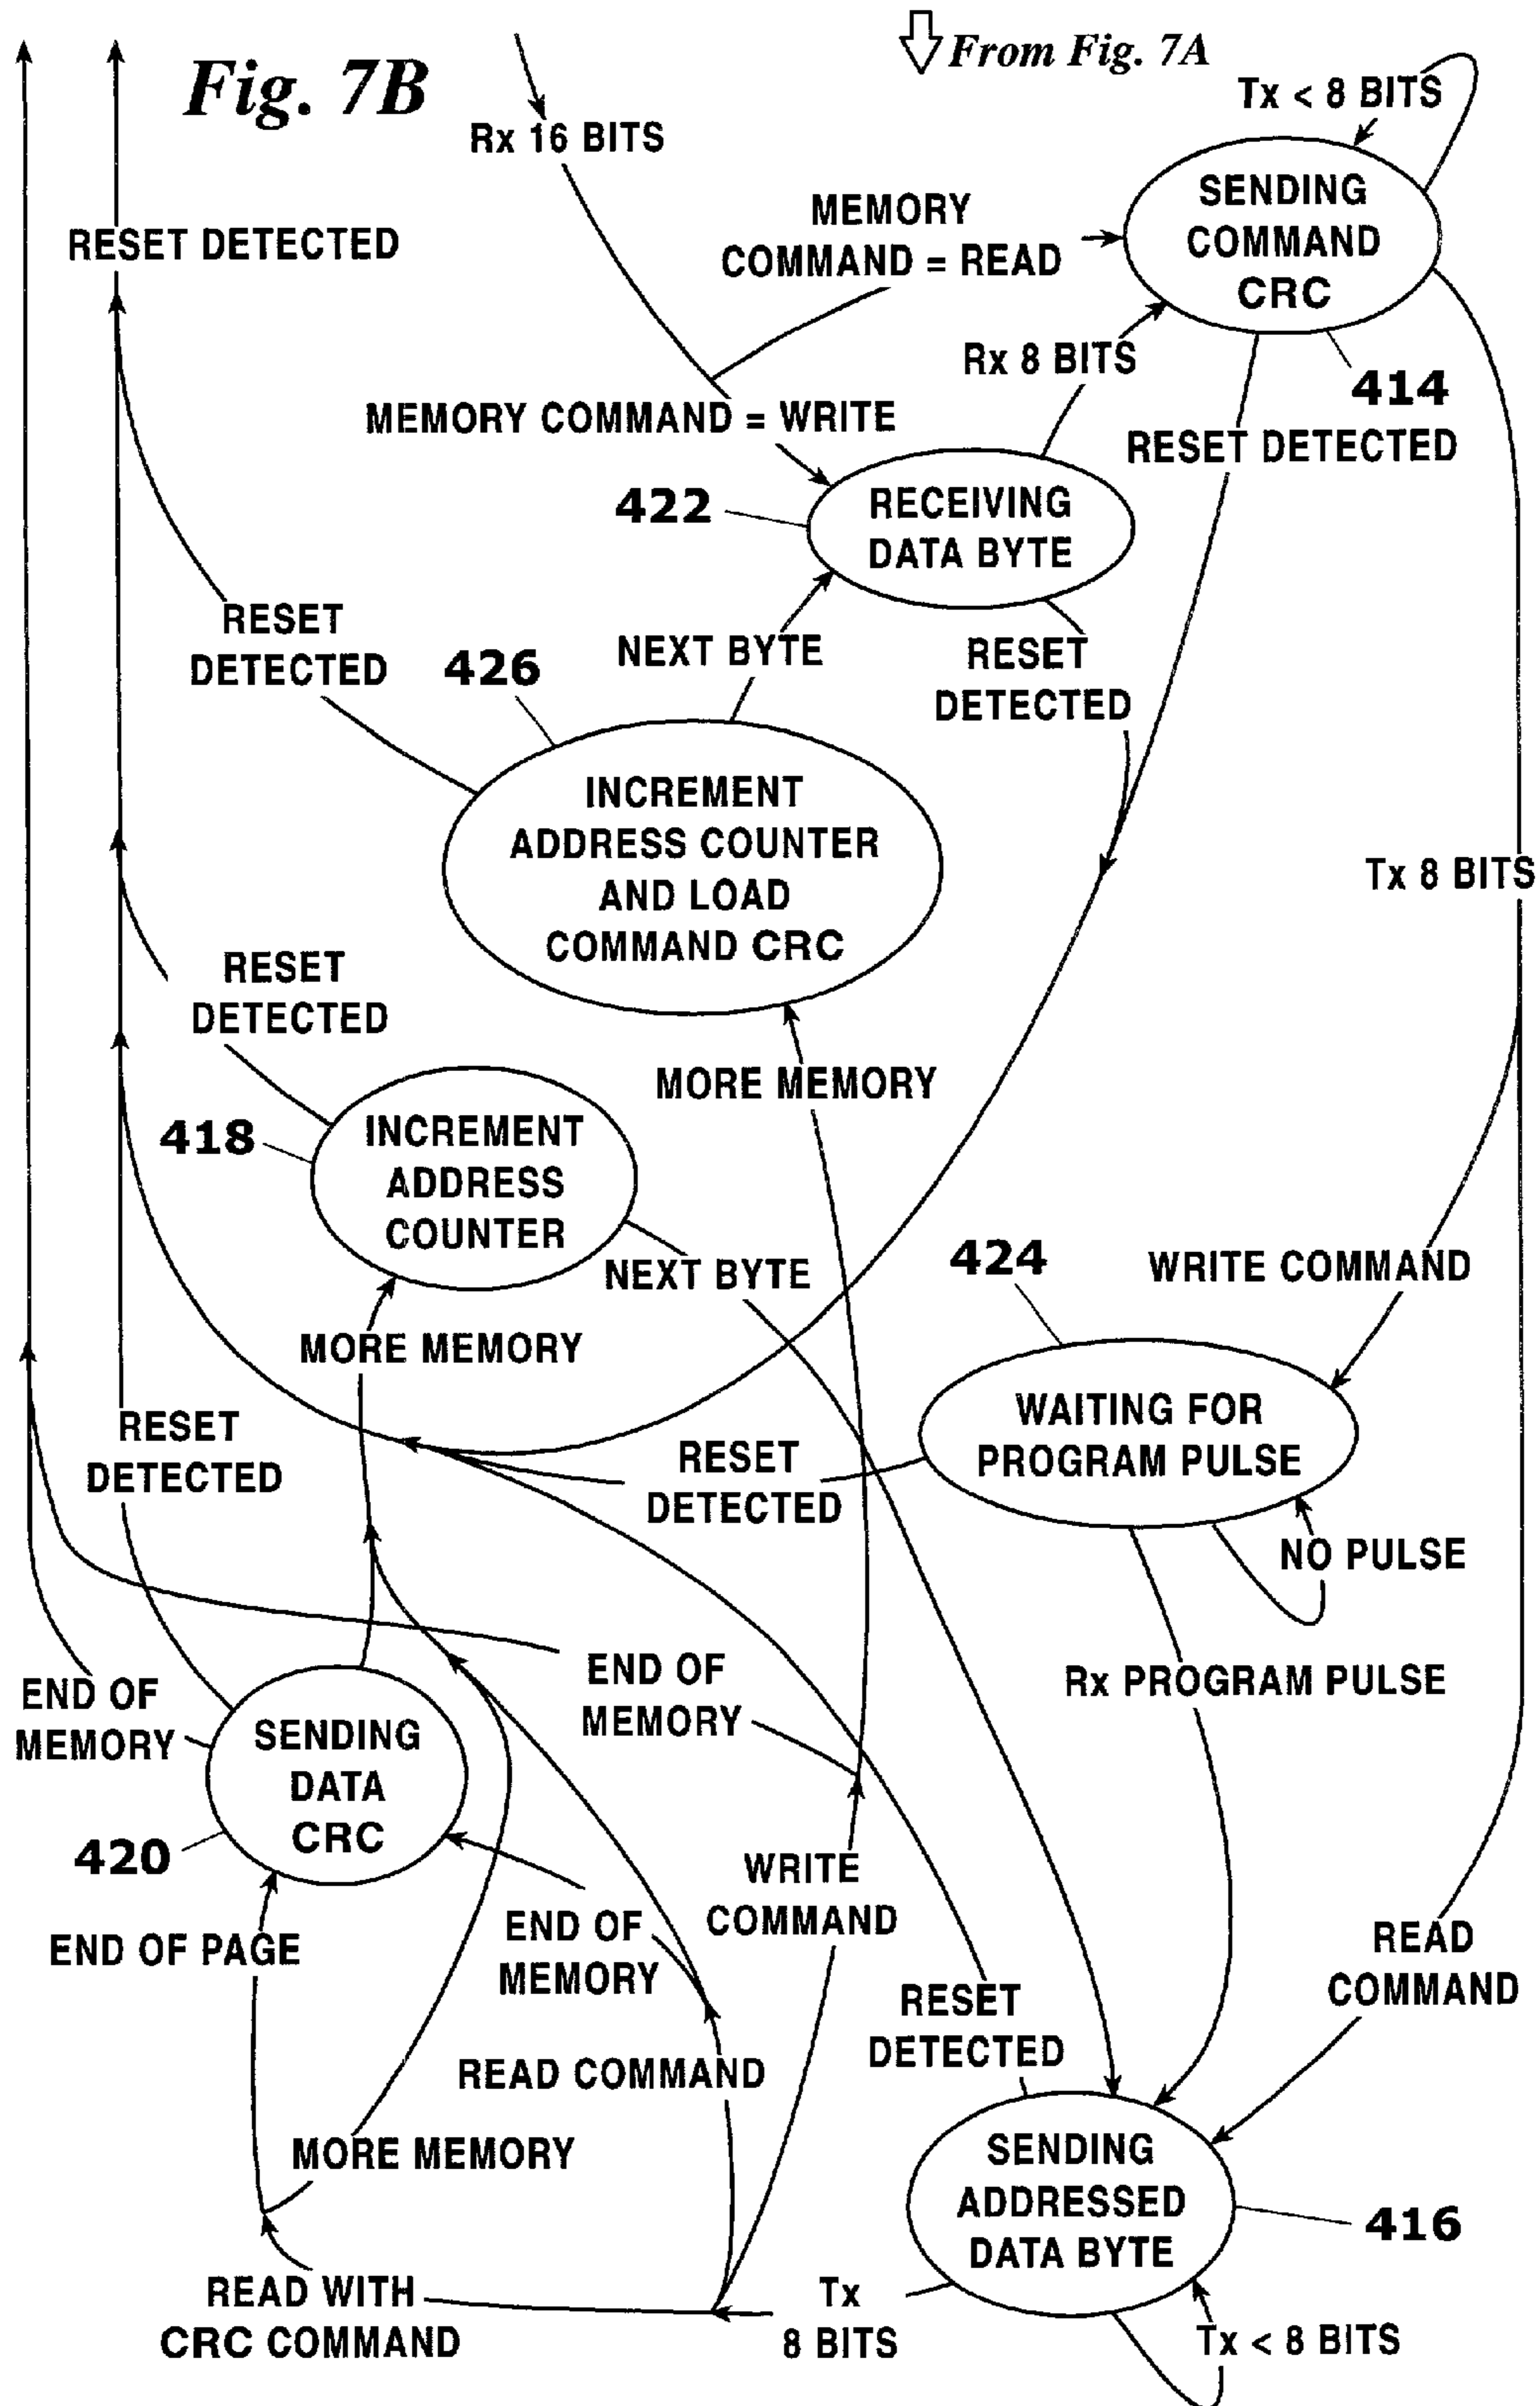 From Fig. 7A
Fig. 7B
Tx < 8 BITS
Rx 16 BITS
SENDING
COMMAND
CRC
MEMORY
COMMAND = READ
RESET DETECTED
Rx 8 BITS
414
MEMORY COMMAND = WRITE
RESET DETECTED
422
RECEIVING
DATA BYTE
RESET
DETECTED
426
NEXT BYTE
RESET
DETECTED
INCREMENT
ADDRESS COUNTER
AND LOAD
COMMAND CRC
Tx 8 BITS
RESET
DETECTED
MORE MEMORY
418
INCREMENT
ADDRESS
COUNTER
NEXT BYTE
424
WRITE COMMAND
MORE MEMORY
WAITING FOR
PROGRAM PULSE
RESET
DETECTED
RESET
DETECTED
NO PULSE
END OF
MEMORY
Rx PROGRAM PULSE
END OF
MEMORY
SENDING
DATA
CRC
420
WRITE
COMMAND
END OF
MEMORY
END OF PAGE
READ
COMMAND
RESET
DETECTED
READ COMMAND
MORE MEMORY
SENDING
ADDRESSED
DATA BYTE
416
READ WITH
CRC COMMAND
Tx
8 BITS
Tx < 8 BITS